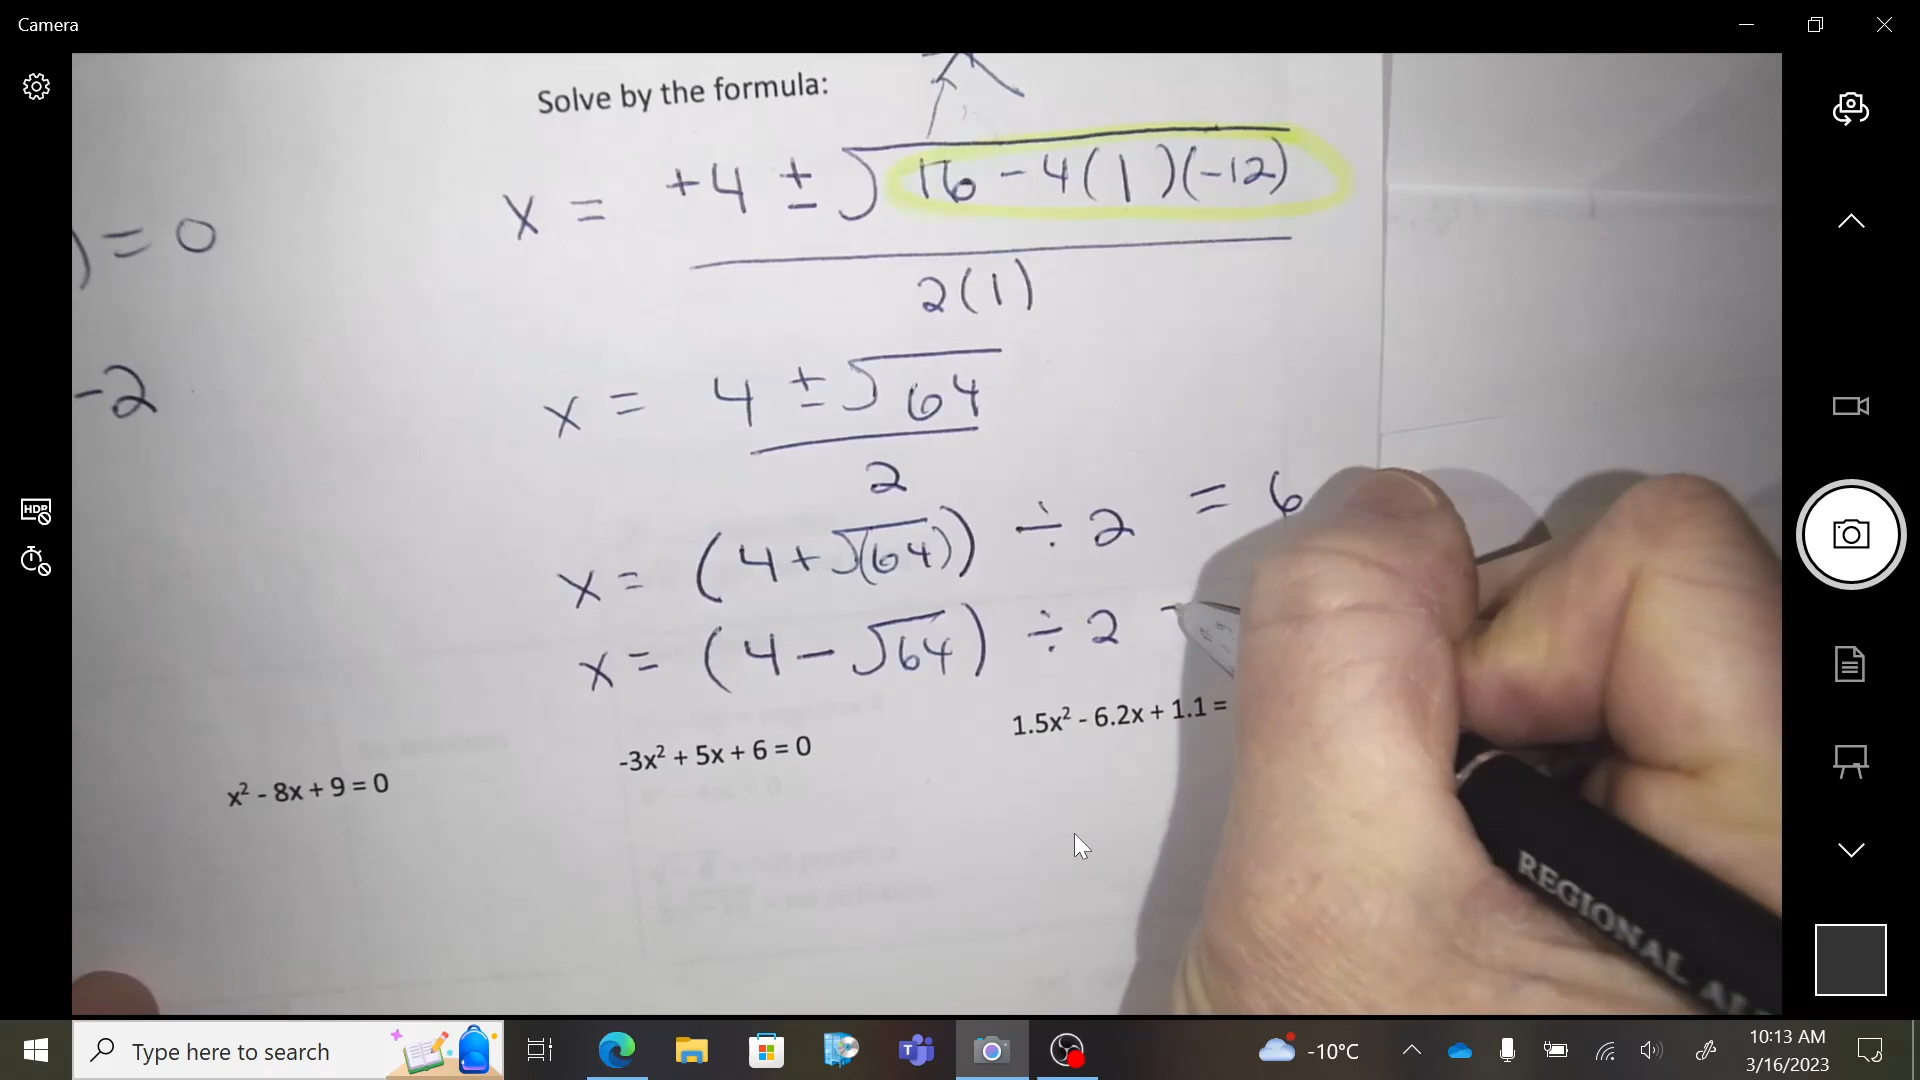 Camera
Solve by the formula:
x = +4 ± √16 - 4(1)(-12)
2(1)
) = 0
x = 4 ± √64
2
-2
x = (4 + √(64)) ÷ 2 = 6
x = (4 - √64) ÷ 2
1.5x² - 6.2x + 1.1 =
-3x² + 5x + 6 = 0
x² - 8x + 9 = 0
REGIONAL
HDR
Type here to search
-10°C
10:13 AM
3/16/2023